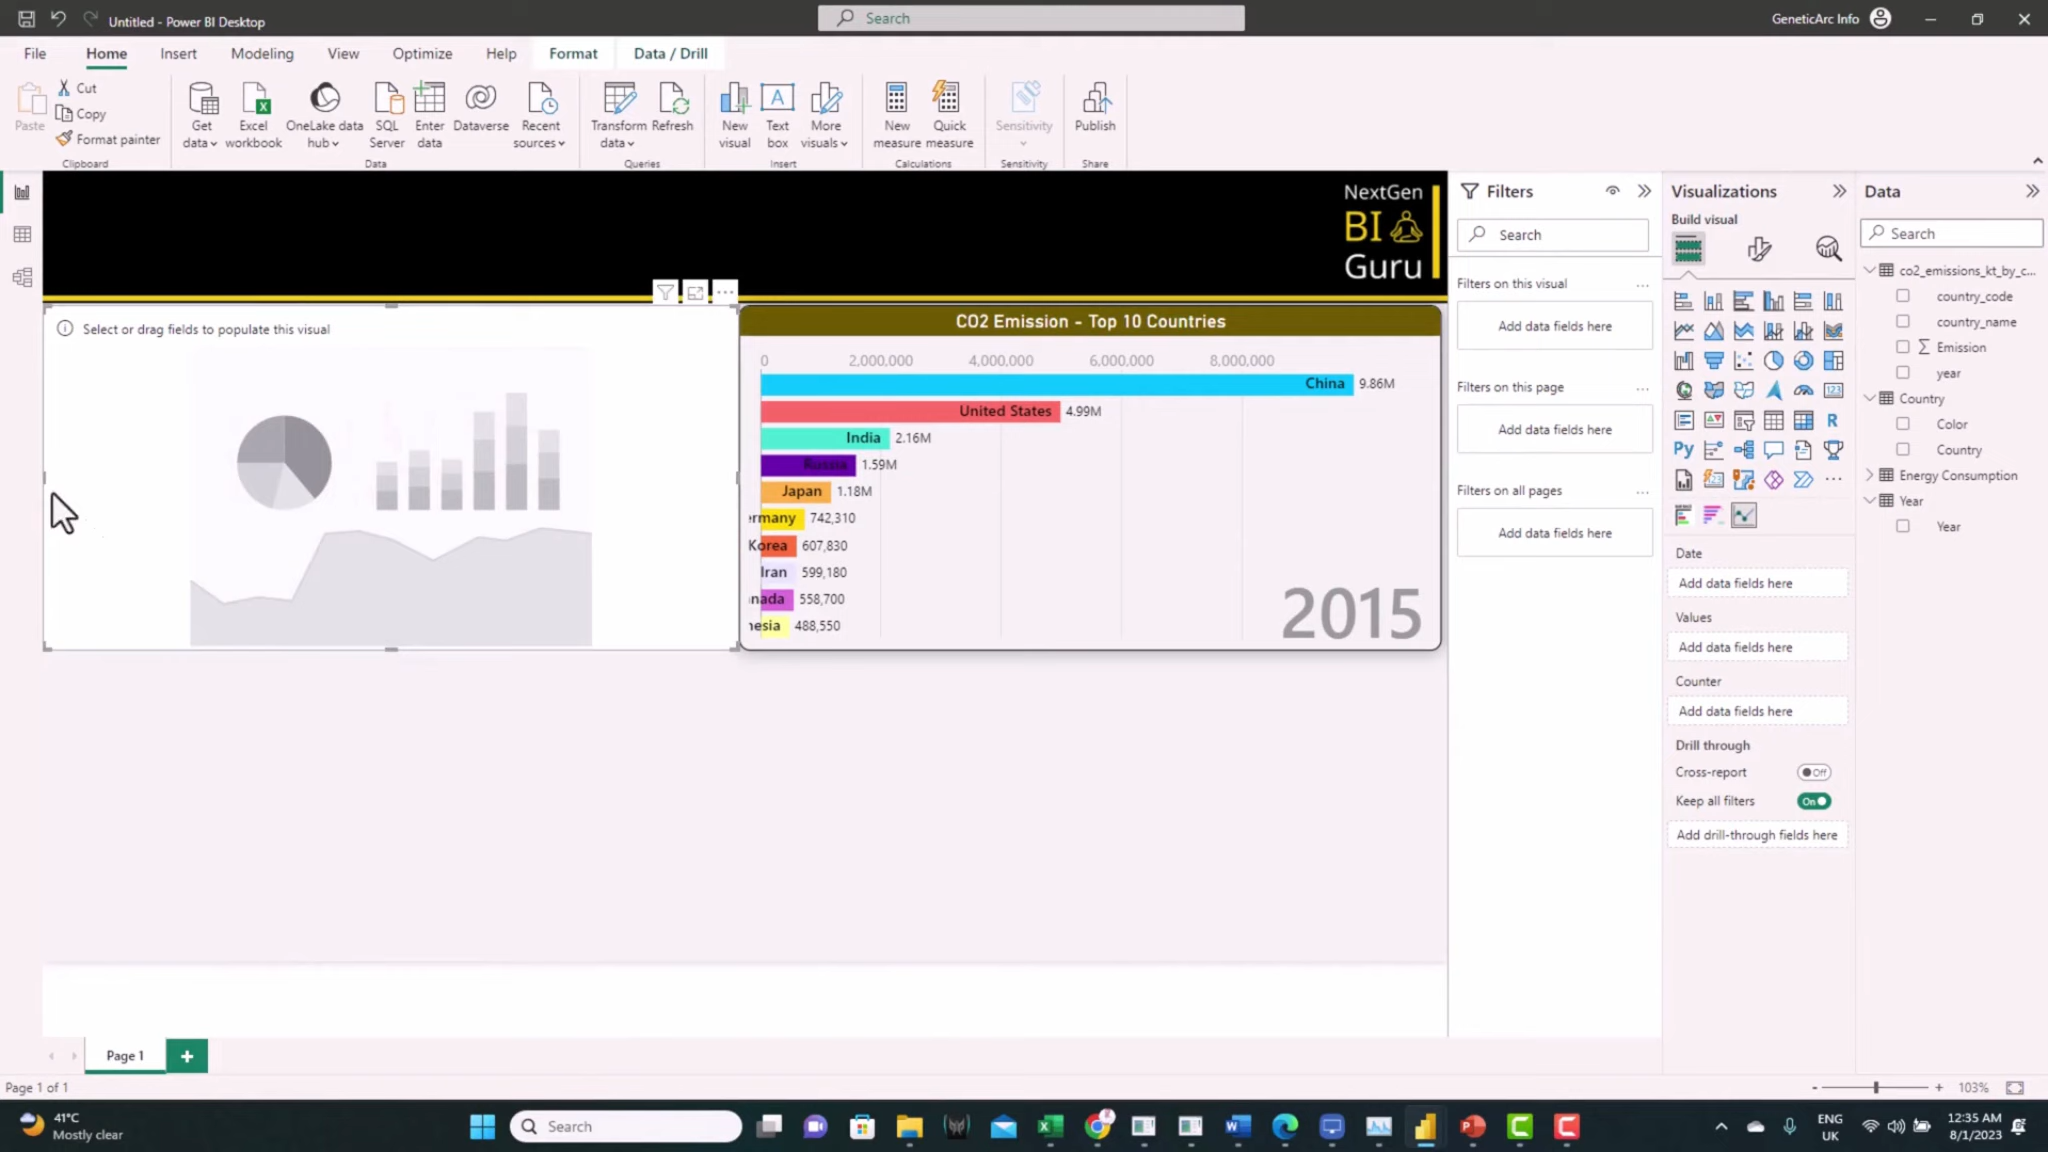 Untitled - Power BI Desktop
Search
GeneticArc Info
File
Home
Insert
Modeling
View
Optimize
Help
Format
Data / Drill
Paste
Cut
Copy
Format painter
Clipboard
Get data
Excel workbook
OneLake data hub
SQL Server
Enter data
Dataverse
Recent sources
Data
Transform data
Refresh
Queries
New visual
Text box
More visuals
Insert
New measure
Quick measure
Calculations
Sensitivity
Sensitivity
Publish
Share
NextGen
BI
Guru
Select or drag fields to populate this visual
CO2 Emission - Top 10 Countries
0 2,000,000 4,000,000 6,000,000 8,000,000
China 9.86M
United States 4.99M
India 2.16M
Russia 1.59M
Japan 1.18M
ermany 742,310
Korea 607,830
Iran 599,180
nada 558,700
nesia 488,550
2015
Filters
Search
Filters on this visual
Add data fields here
Filters on this page
Add data fields here
Filters on all pages
Add data fields here
Visualizations
Build visual
123
R
Py
Date
Add data fields here
Values
Add data fields here
Counter
Add data fields here
Drill through
Cross-report Off
Keep all filters On
Add drill-through fields here
Data
Search
co2_emissions_kt_by_c...
country_code
country_name
Emission
year
Country
Color
Country
Energy Consumption
Year
Year
Page 1
Page 1 of 1
103%
41°C
Mostly clear
Search
ENG
UK
12:35 AM
8/1/2023